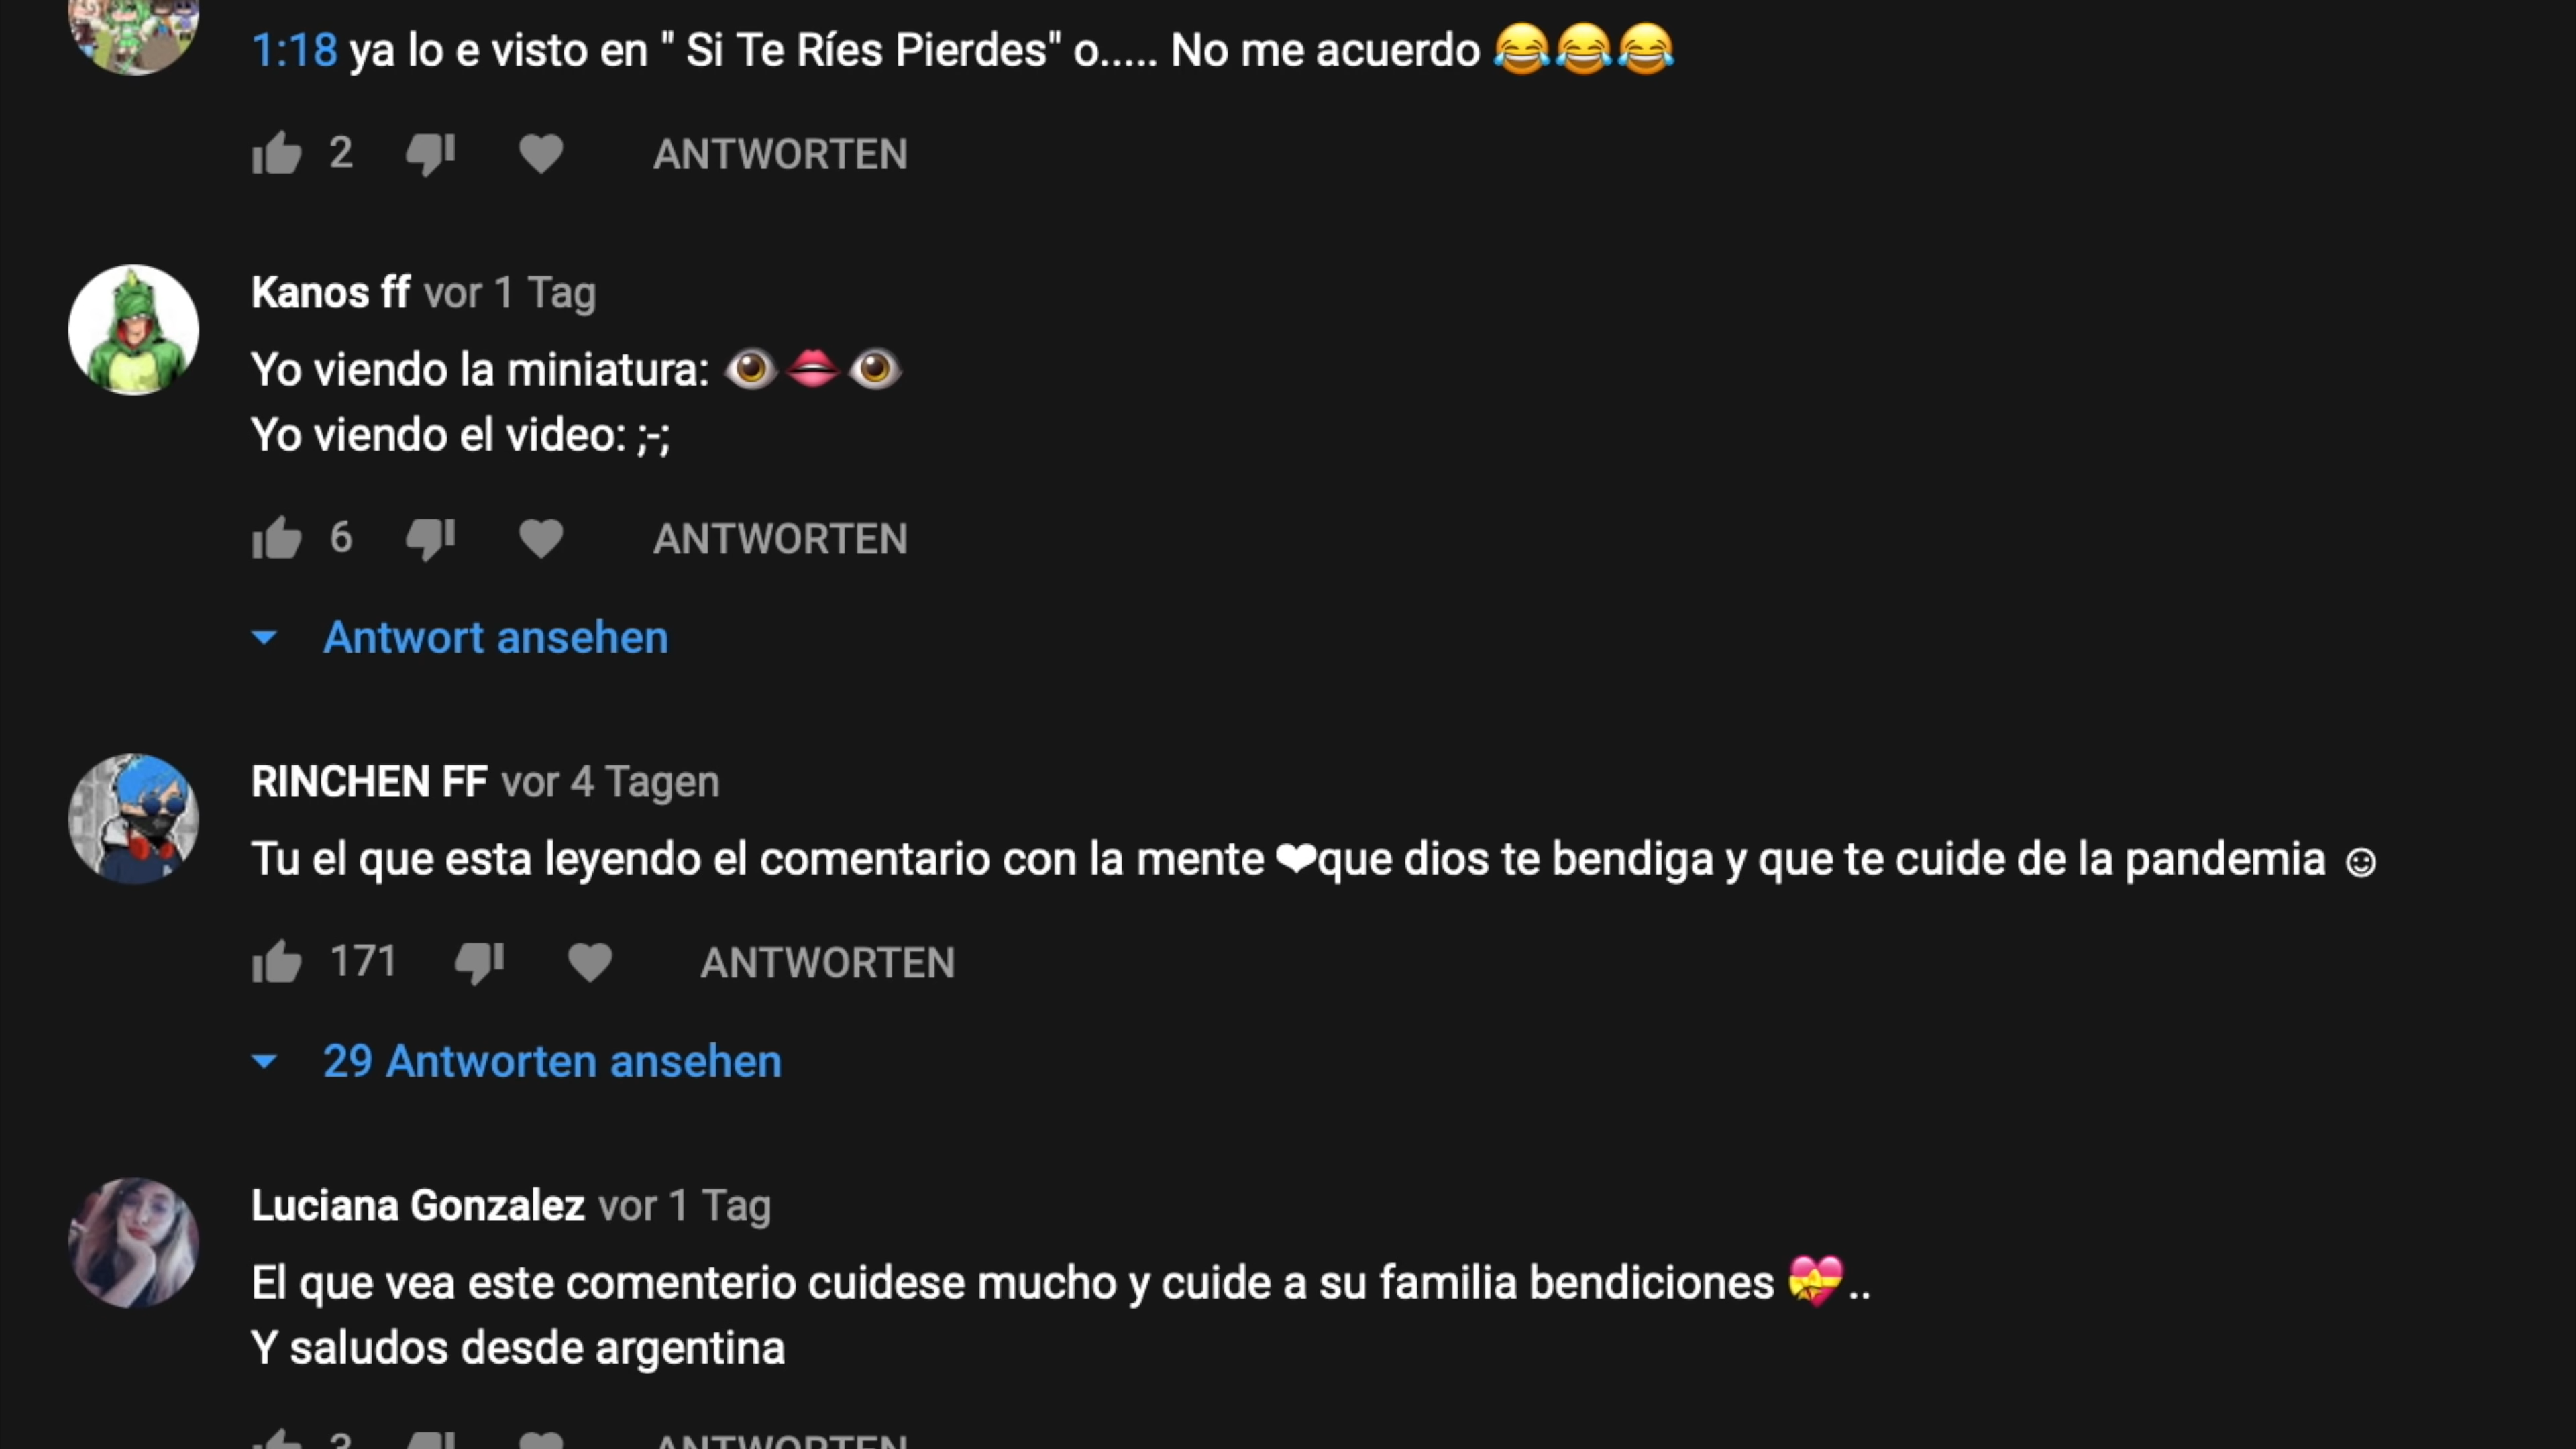 1:18 ya lo e visto en " Si Te Ríes Pierdes" o..... No me acuerdo 😂😂😂
2 ANTWORTEN
Kanos ff vor 1 Tag
Yo viendo la miniatura: 👁️👄👁️
Yo viendo el video: ;-;
6 ANTWORTEN
Antwort ansehen
RINCHEN FF vor 4 Tagen
Tu el que esta leyendo el comentario con la mente ❤que dios te bendiga y que te cuide de la pandemia ☺
171 ANTWORTEN
29 Antworten ansehen
Luciana Gonzalez vor 1 Tag
El que vea este comenterio cuidese mucho y cuide a su familia bendiciones 💝..
Y saludos desde argentina
3 ANTWORTEN